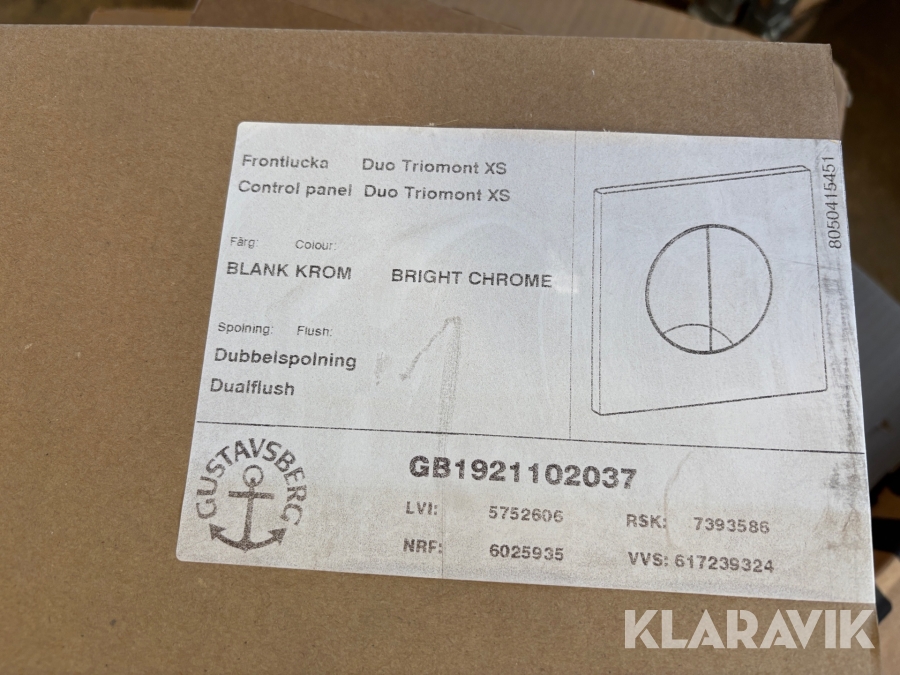 Frontlucka Duo Triomont XS
Control panel Duo Triomont XS
Färg: Colour:
BLANK KROM BRIGHT CHROME
Spolning: Flush:
Dubbelspolning
Dualflush
8050415451
GUSTAVSBERG
GB1921102037
LVI: 5752606 RSK: 7393586
NRF: 6025935 VVS: 617239324
KLARAVIK